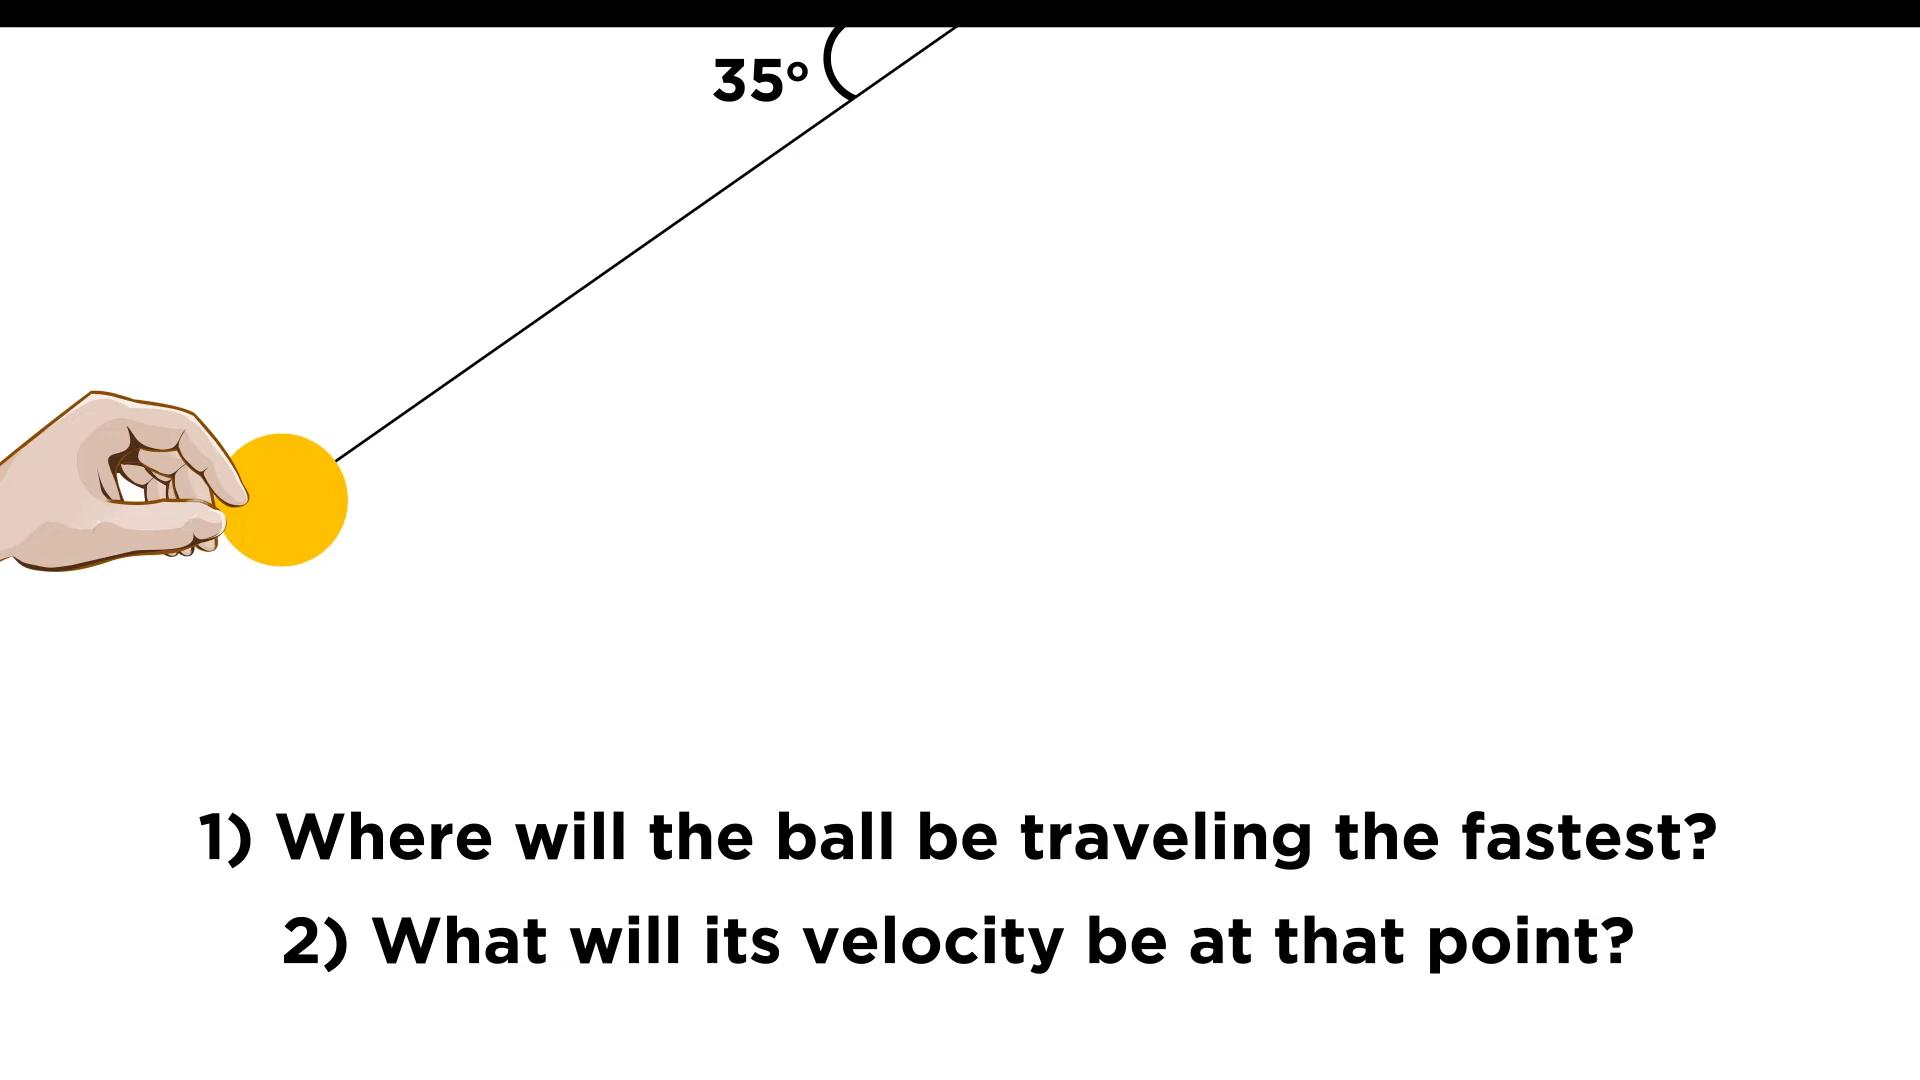 35°
1) Where will the ball be traveling the fastest?
2) What will its velocity be at that point?